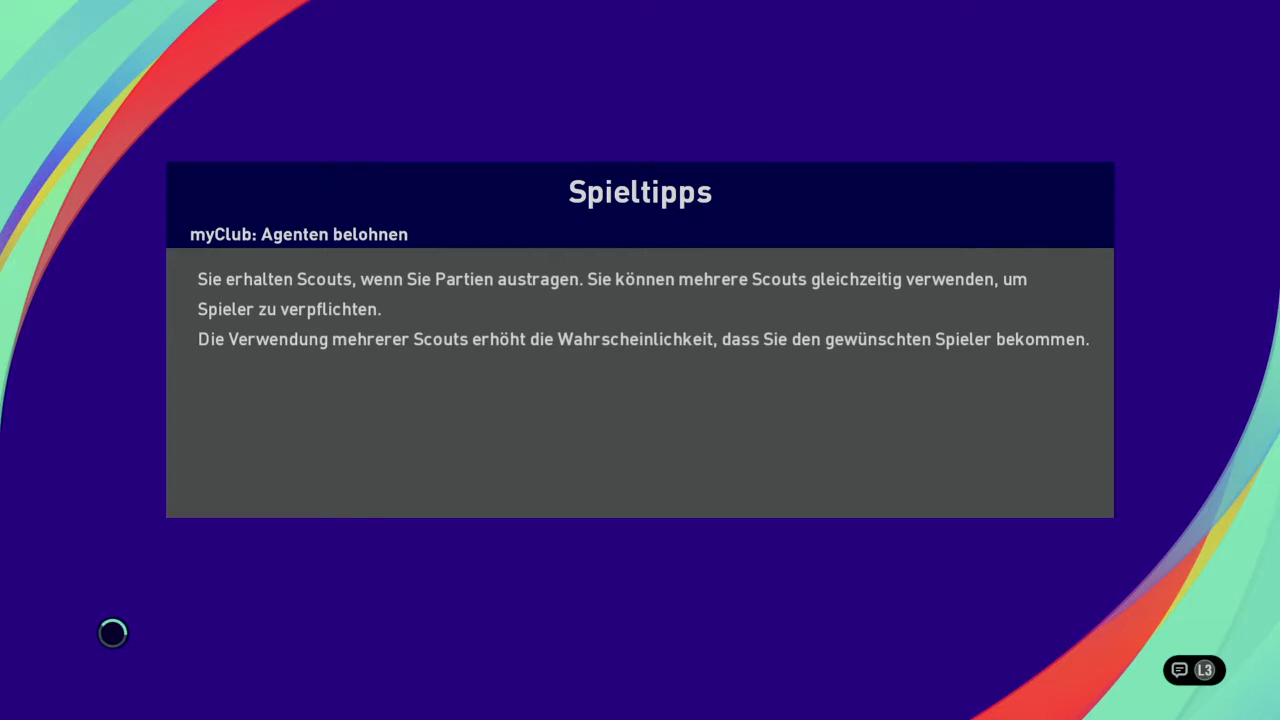 Spieltipps
myClub: Agenten belohnen
Sie erhalten Scouts, wenn Sie Partien austragen. Sie können mehrere Scouts gleichzeitig verwenden, um
Spieler zu verpflichten.
Die Verwendung mehrerer Scouts erhöht die Wahrscheinlichkeit, dass Sie den gewünschten Spieler bekommen.
L3